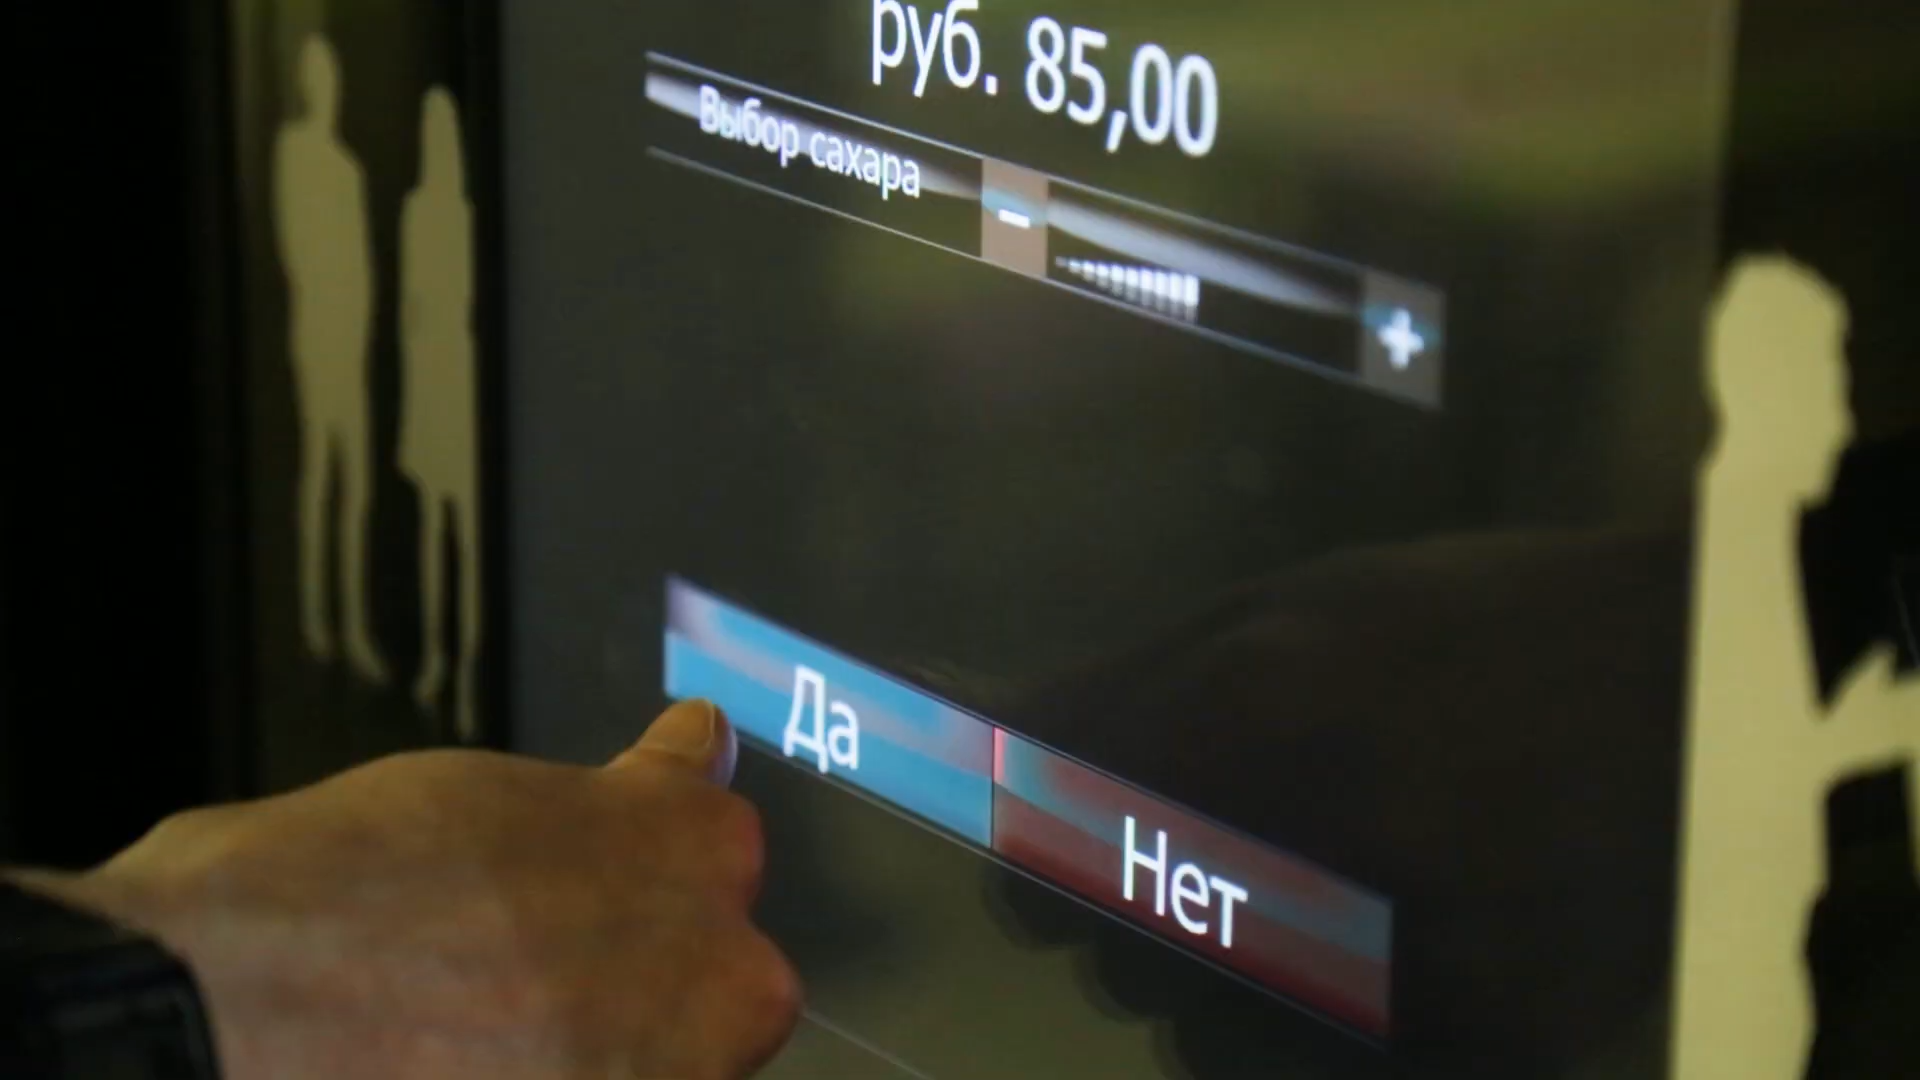 руб. 85,00
Выбор сахара - +
Да Нет